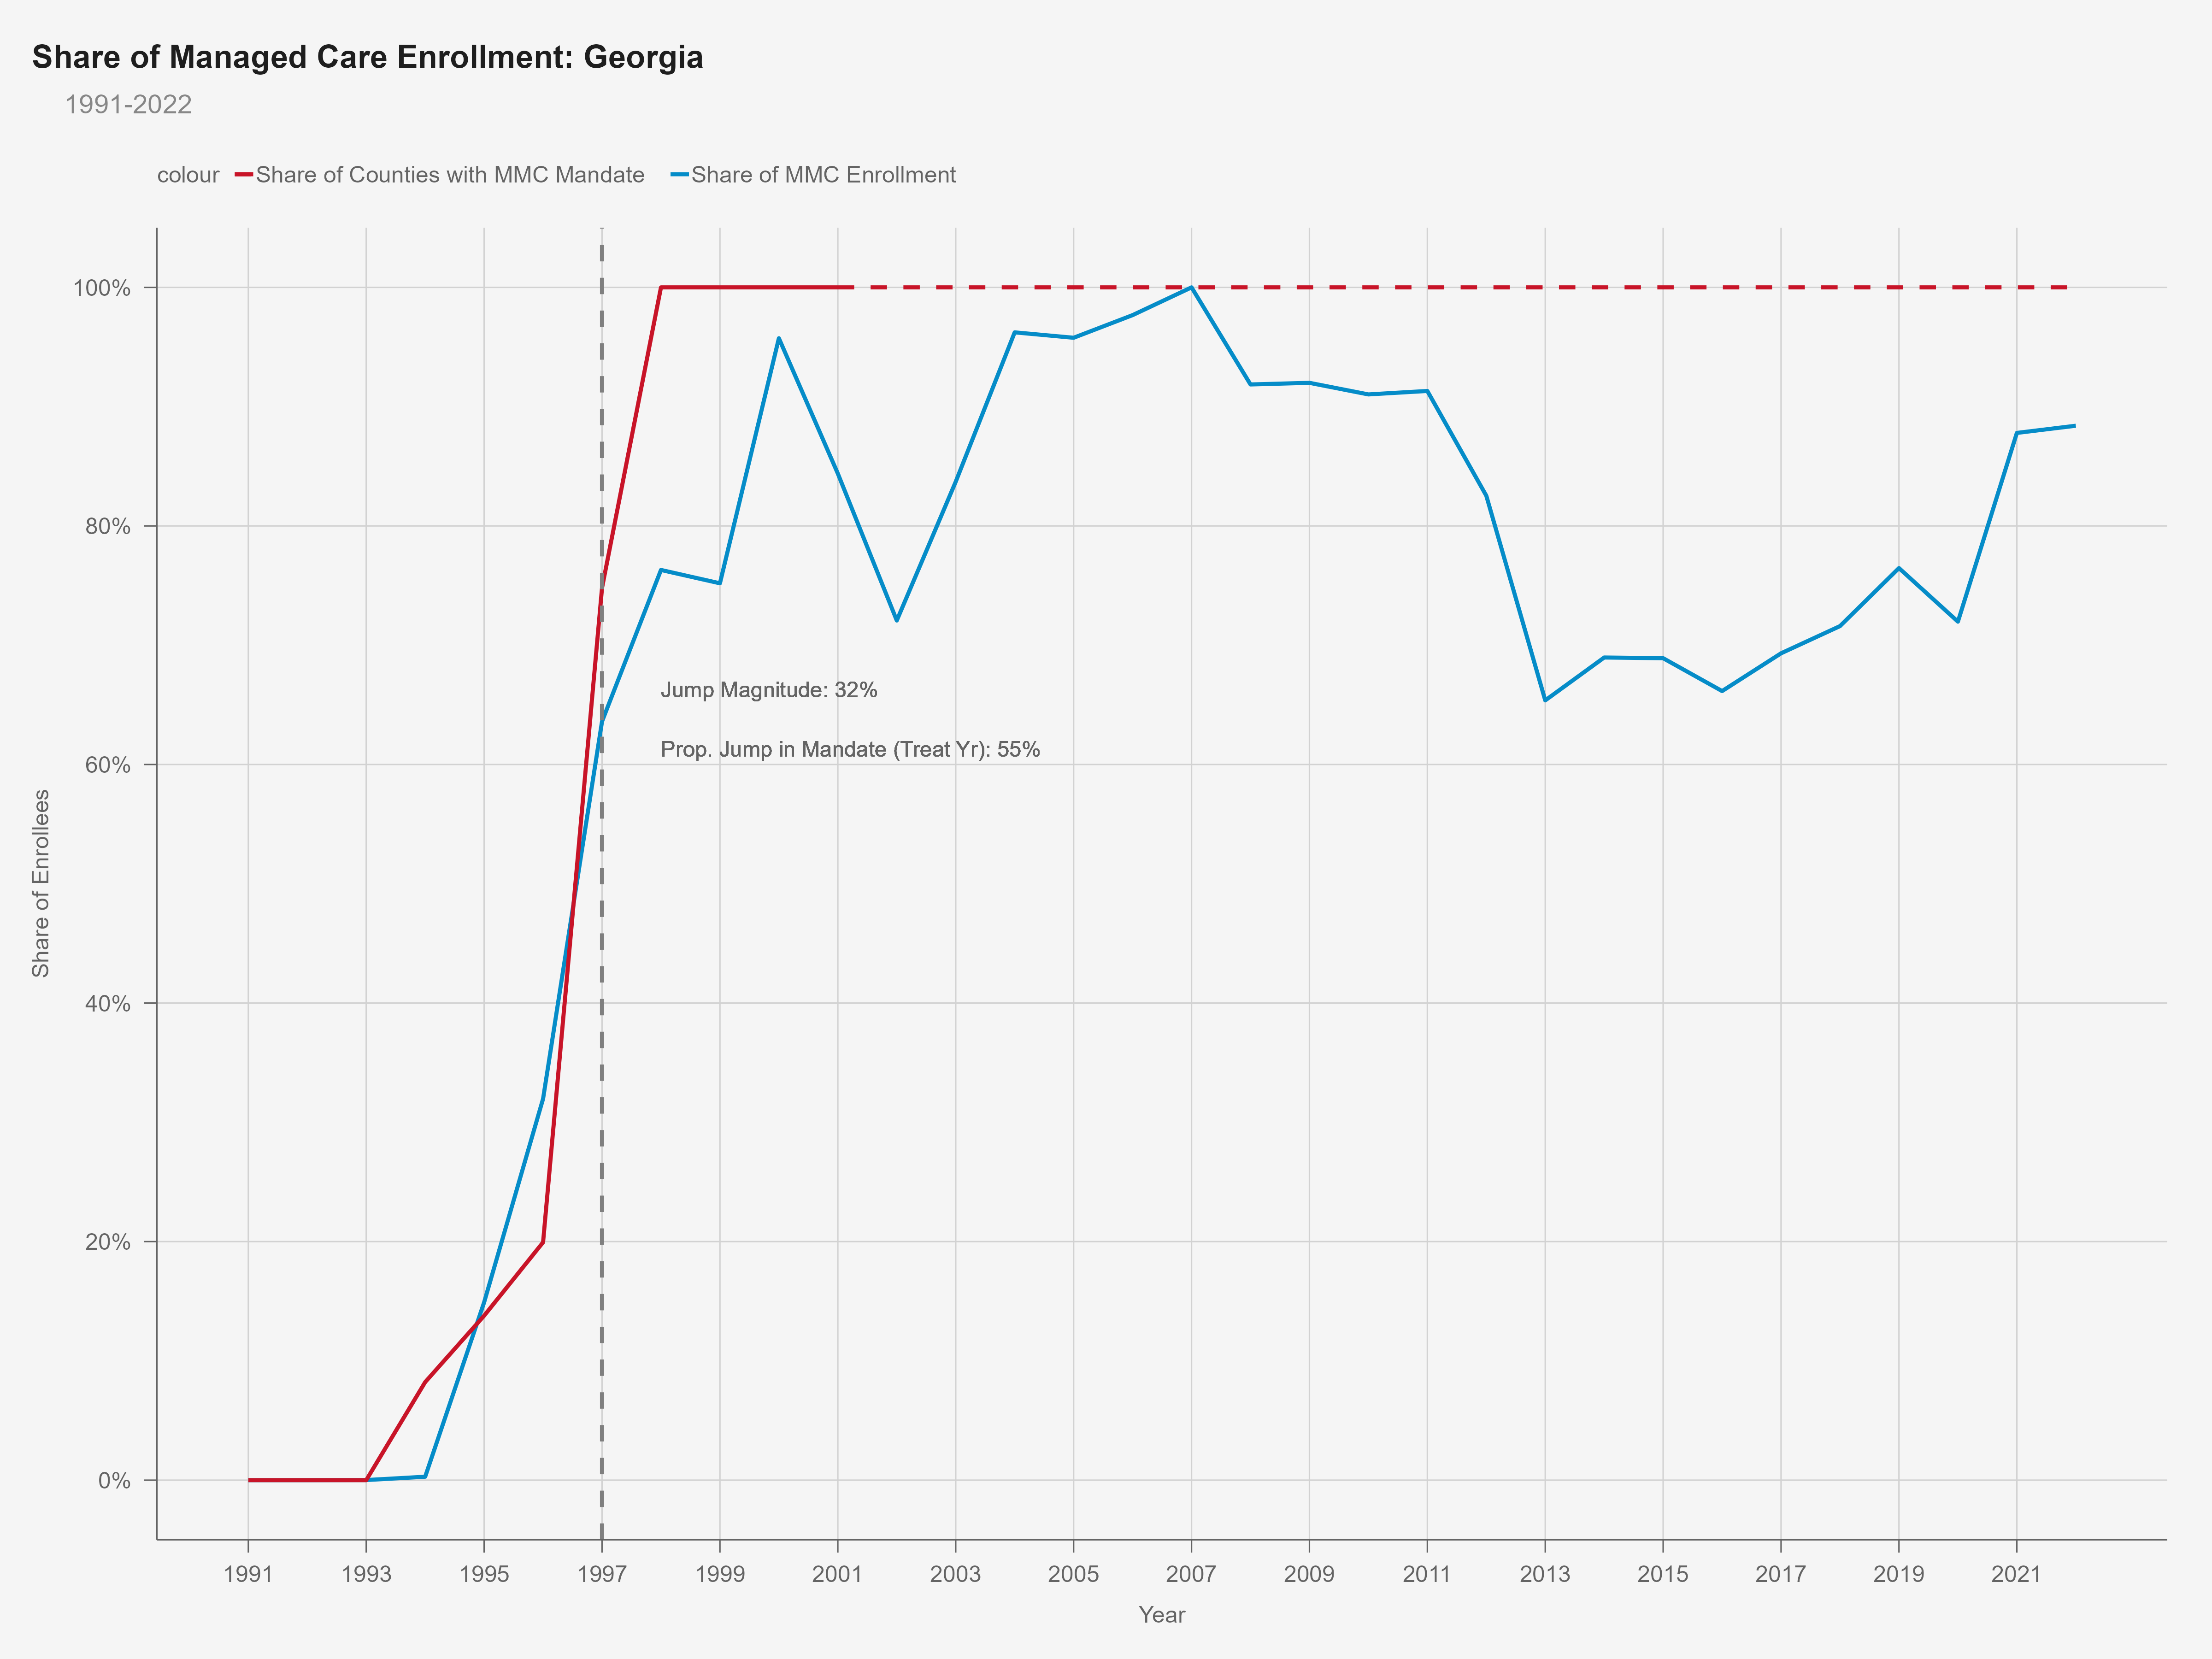 Share of Managed Care Enrollment: Georgia
1991-2022
colour Share of Counties with MMC Mandate Share of MMC Enrollment
100%
80%
Jump Magnitude: 32%
Prop. Jump in Mandate (Treat Yr): 55%
60%
40%
20%
0%
Share of Enrollees
1991 1993 1995 1997 1999 2001 2003 2005 2007 2009 2011 2013 2015 2017 2019 2021
Year